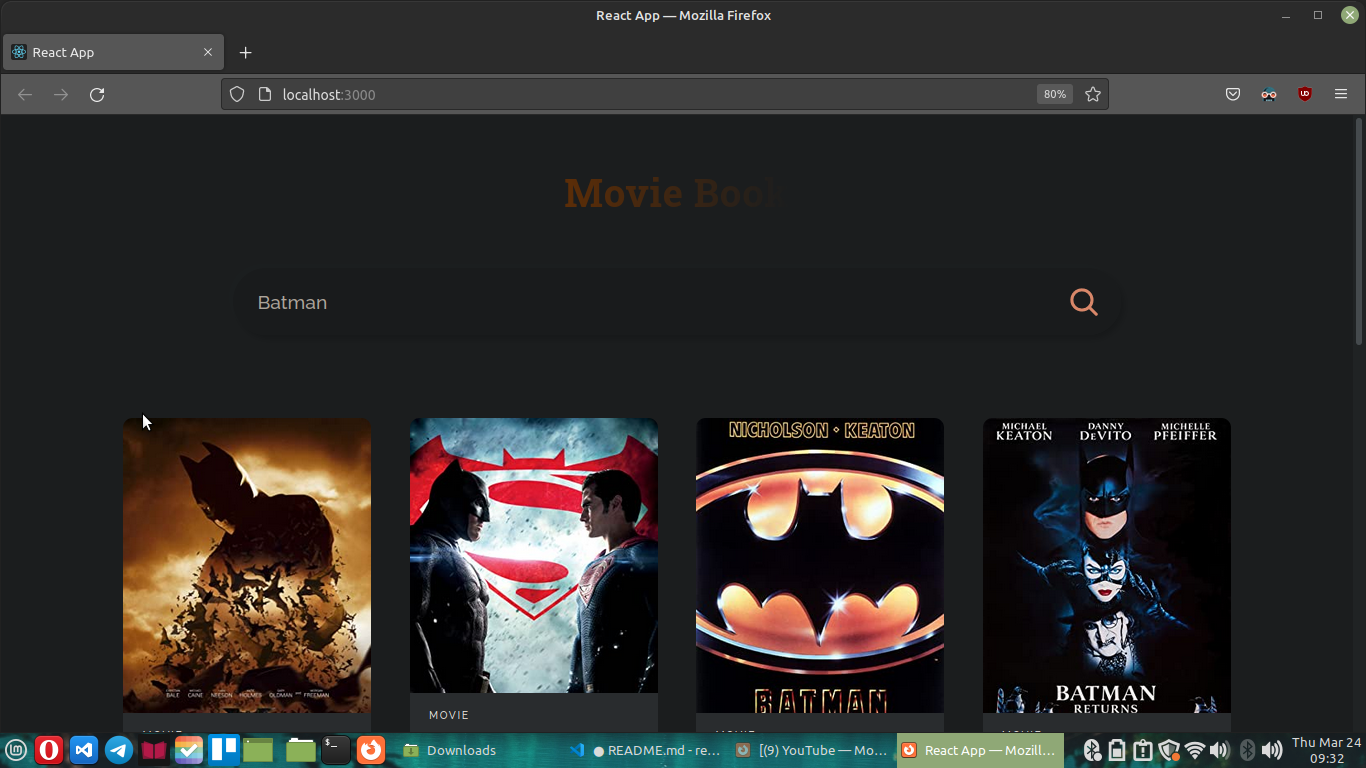 React App — Mozilla Firefox
React App
localhost:3000
80%
Movie Book
Batman
NICHOLSON • KEATON
BATMAN
MICHAEL KEATON
DANNY DeVITO
MICHELLE PFEIFFER
BATMAN
RETURNS
MOVIE
Downloads
● README.md - re...
[(9) YouTube — Mo...
React App — Mozill...
Thu Mar 24
09:32